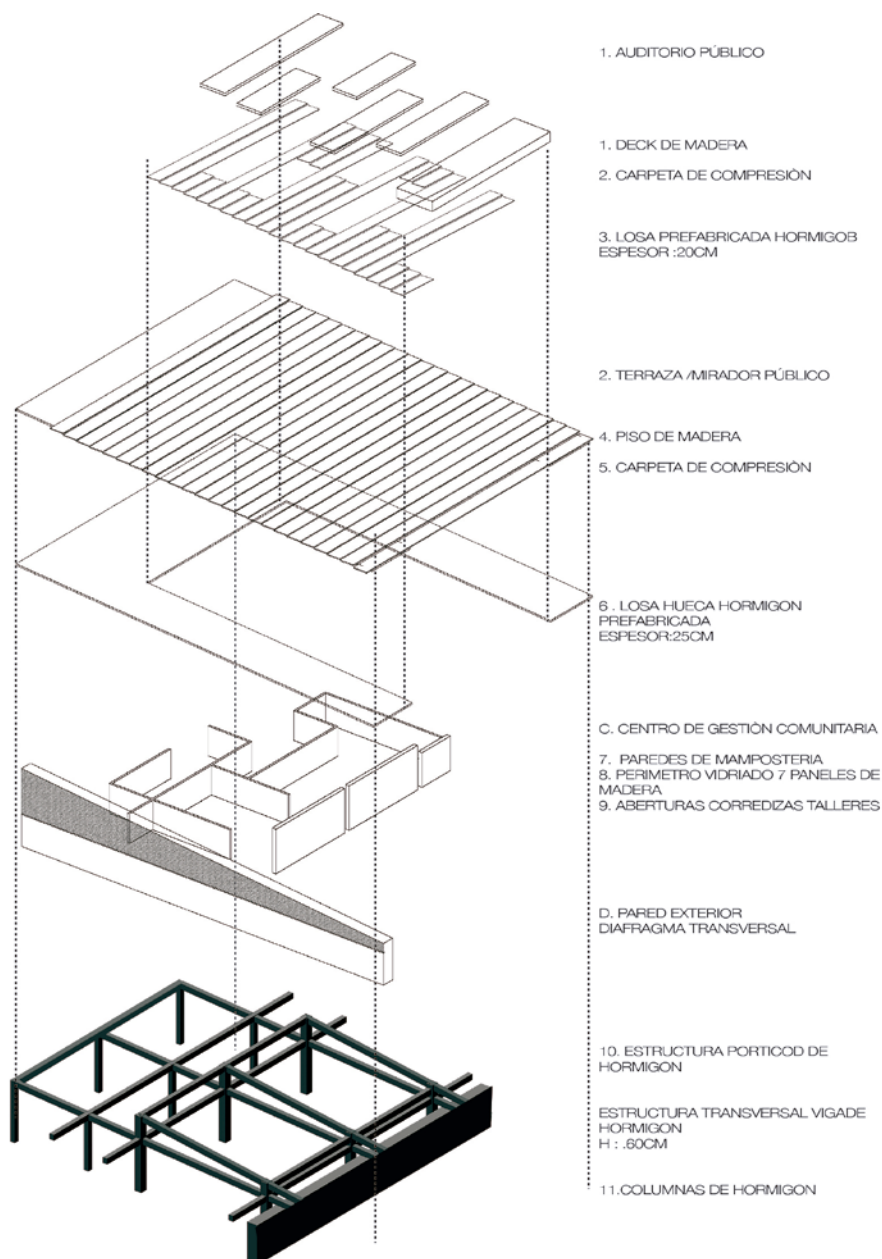 1. AUDITORIO PÚBLICO
1. DECK DE MADERA
2. CARPETA DE COMPRESIÒN
3. LOSA PREFABRICADA HORMIGOB
ESPESOR :20CM
2. TERRAZA /MIRADOR PÚBLICO
4. PISO DE MADERA
5. CARPETA DE COMPRESIÒN
6 . LOSA HUECA HORMIGON
PREFABRICADA
ESPESOR:25CM
C. CENTRO DE GESTIÒN COMUNITARIA
7. PAREDES DE MAMPOSTERIA
8. PERIMETRO VIDRIADO 7 PANELES DE
MADERA
9. ABERTURAS CORREDIZAS TALLERES
D. PARED EXTERIOR
DIAFRAGMA TRANSVERSAL
10. ESTRUCTURA PORTICOD DE
HORMIGON
ESTRUCTURA TRANSVERSAL VIGADE
HORMIGON
H : .60CM
11.COLUMNAS DE HORMIGON